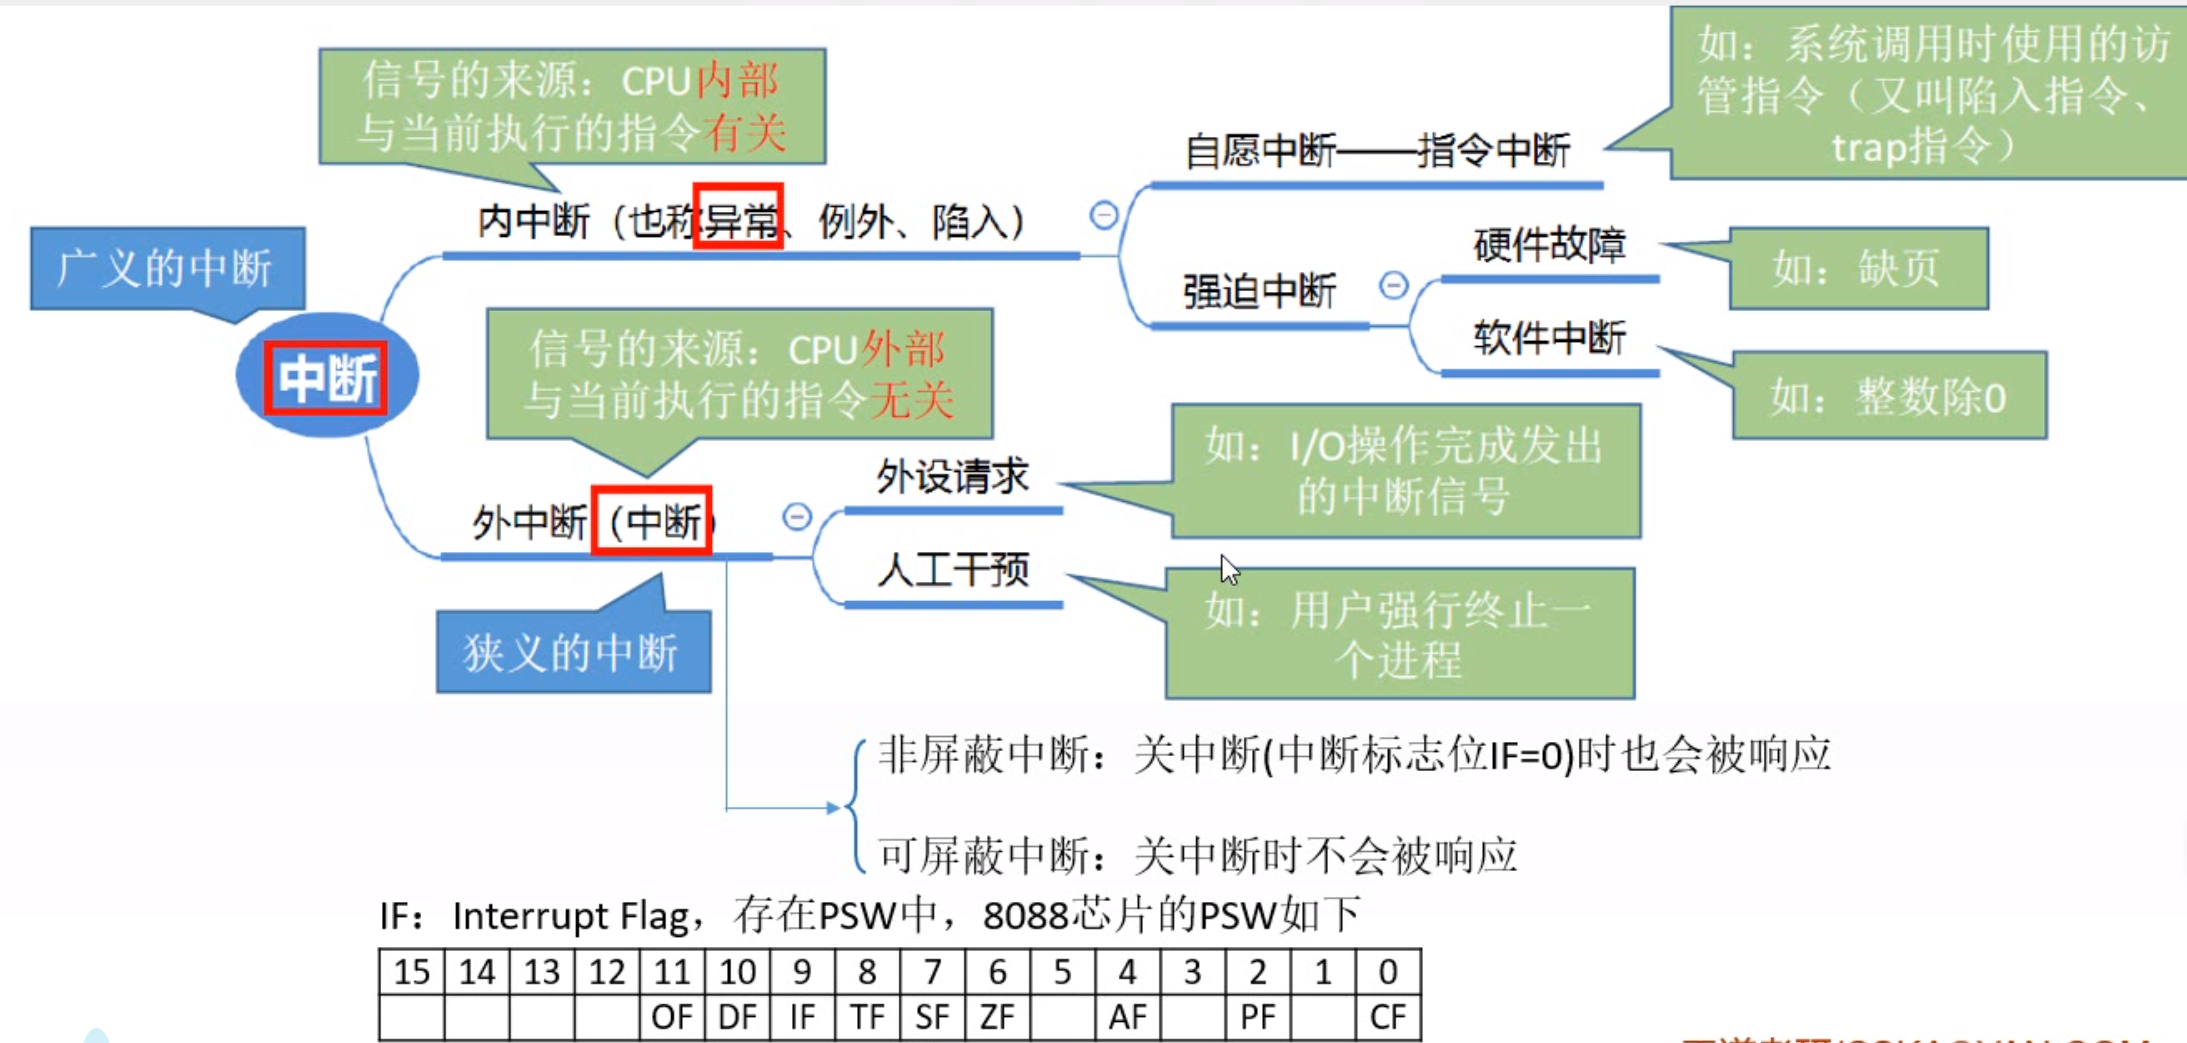 信号的来源：CPU内部
与当前执行的指令有关
如：系统调用时使用的访
管指令（又叫陷入指令、
trap指令）
自愿中断——指令中断
内中断（也称异常、例外、陷入）
广义的中断
强迫中断
硬件故障
如：缺页
软件中断
如：整数除0
中断
信号的来源：CPU外部
与当前执行的指令无关
外中断（中断）
外设请求
如：I/O操作完成发出
的中断信号
人工干预
如：用户强行终止一
个进程
狭义的中断
非屏蔽中断：关中断(中断标志位IF=0)时也会被响应
可屏蔽中断：关中断时不会被响应
IF：Interrupt Flag，存在PSW中，8088芯片的PSW如下
15 14 13 12 11 10 9 8 7 6 5 4 3 2 1 0
OF DF IF TF SF ZF AF PF CF